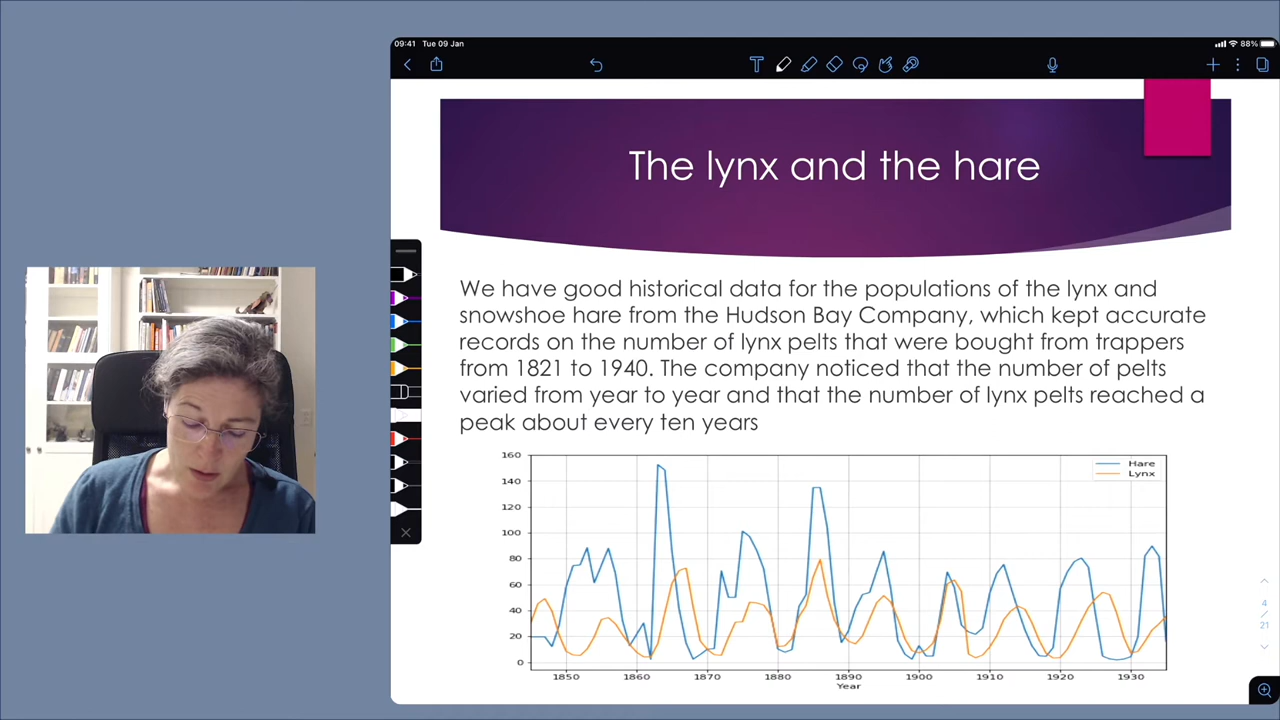 09:41 Tue 09 Jan
88%
The lynx and the hare
We have good historical data for the populations of the lynx and
snowshoe hare from the Hudson Bay Company, which kept accurate
records on the number of lynx pelts that were bought from trappers
from 1821 to 1940. The company noticed that the number of pelts
varied from year to year and that the number of lynx pelts reached a
peak about every ten years
160
140
120
100
80
60
40
20
0
Hare
Lynx
1850 1860 1870 1880 1890 1900 1910 1920 1930
Year
4
/
21